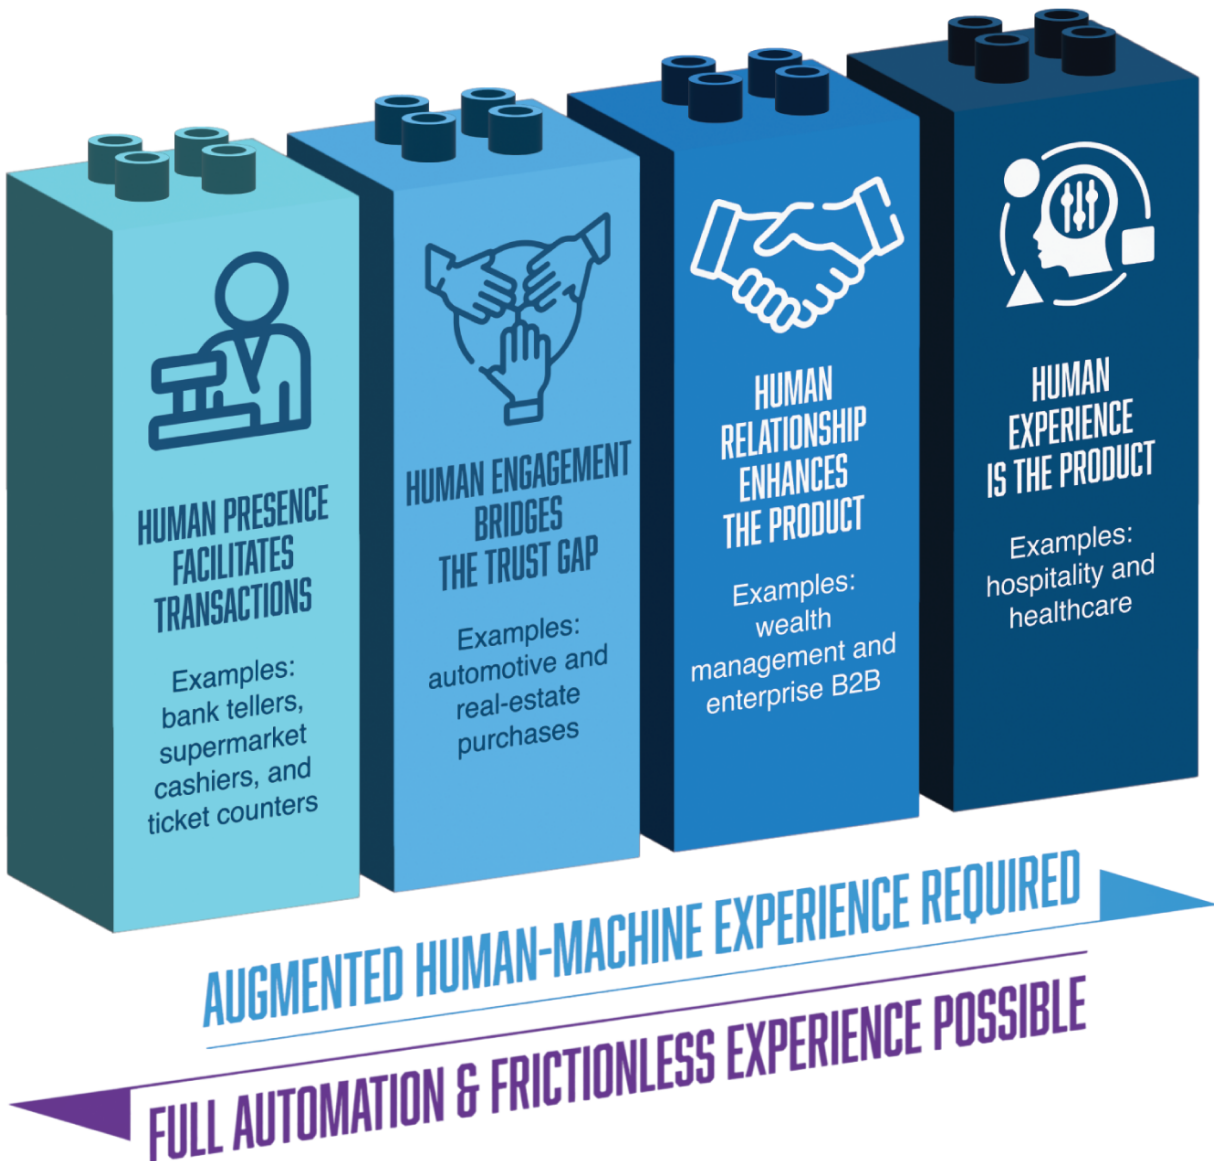 HUMAN PRESENCE
FACILITATES
TRANSACTIONS
Examples:
bank tellers,
supermarket
cashiers, and
ticket counters
HUMAN ENGAGEMENT
BRIDGES
THE TRUST GAP
Examples:
automotive and
real-estate
purchases
HUMAN
RELATIONSHIP
ENHANCES
THE PRODUCT
Examples:
wealth
management and
enterprise B2B
HUMAN
EXPERIENCE
IS THE PRODUCT
Examples:
hospitality and
healthcare
AUGMENTED HUMAN-MACHINE EXPERIENCE REQUIRED
FULL AUTOMATION & FRICTIONLESS EXPERIENCE POSSIBLE